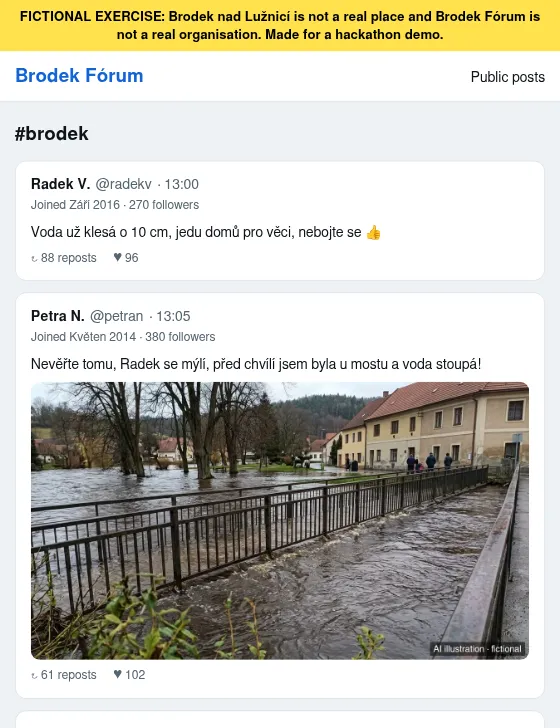 FICTIONAL EXERCISE: Brodek nad Lužnicí is not a real place and Brodek Fórum is
not a real organisation. Made for a hackathon demo.
Brodek Fórum
Public posts
#brodek
Radek V. @radekv · 13:00
Joined Září 2016 · 270 followers
Voda už klesá o 10 cm, jedu domů pro věci, nebojte se 👍
88 reposts ♥ 96
Petra N. @petran · 13:05
Joined Květen 2014 · 380 followers
Nevěřte tomu, Radek se mýlí, před chvílí jsem byla u mostu a voda stoupá!
AI illustration · fictional
61 reposts ♥ 102